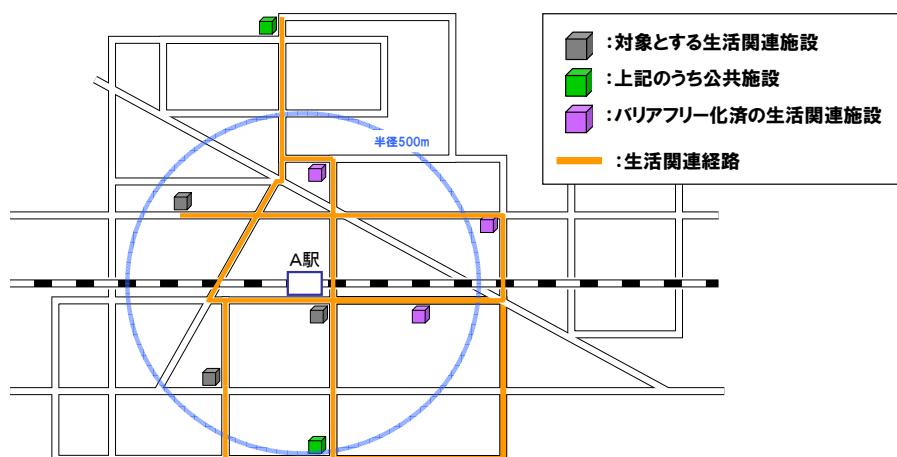 :対象とする生活関連施設
:上記のうち公共施設
:バリアフリー化済の生活関連施設
:生活関連経路
半径500m
A駅